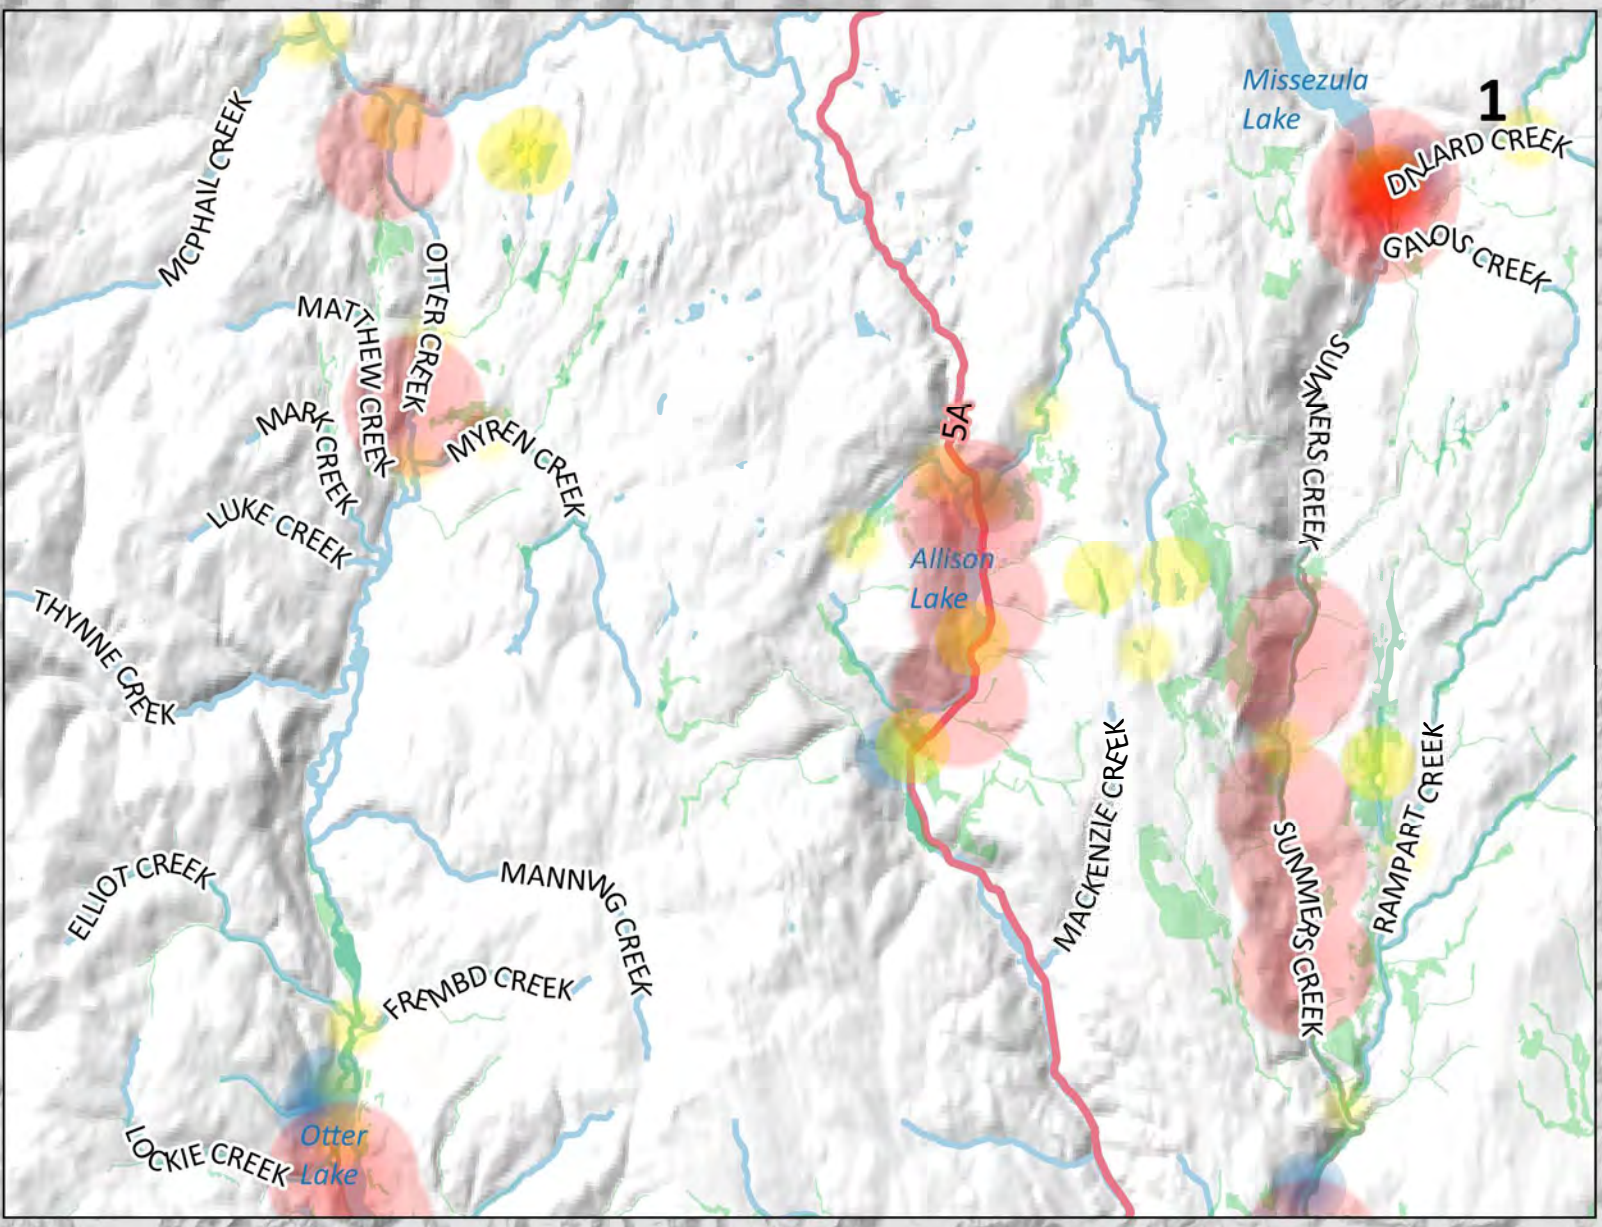 Missezula
Lake
1
DILLARD CREEK
GALOIS CREEK
MCPHAIL CREEK
OTTER CREEK
MATTHEW CREEK
MARK CREEK
MYREN CREEK
LUKE CREEK
THYNNE CREEK
5A
SUMMERS CREEK
Allison
Lake
MACKENZIE CREEK
RAMPART CREEK
SUMMERS CREEK
ELLIOT CREEK
MANNING CREEK
FREMBD CREEK
LOCKIE CREEK
Otter
Lake